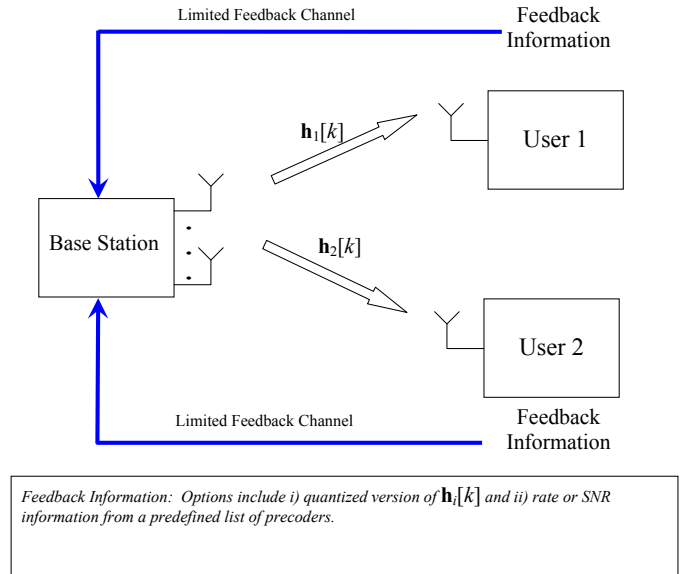 Limited Feedback Channel
Feedback
Information
h₁[k]
User 1
Base Station
h₂[k]
User 2
Limited Feedback Channel
Feedback
Information
Feedback Information: Options include i) quantized version of hᵢ[k] and ii) rate or SNR
information from a predefined list of precoders.